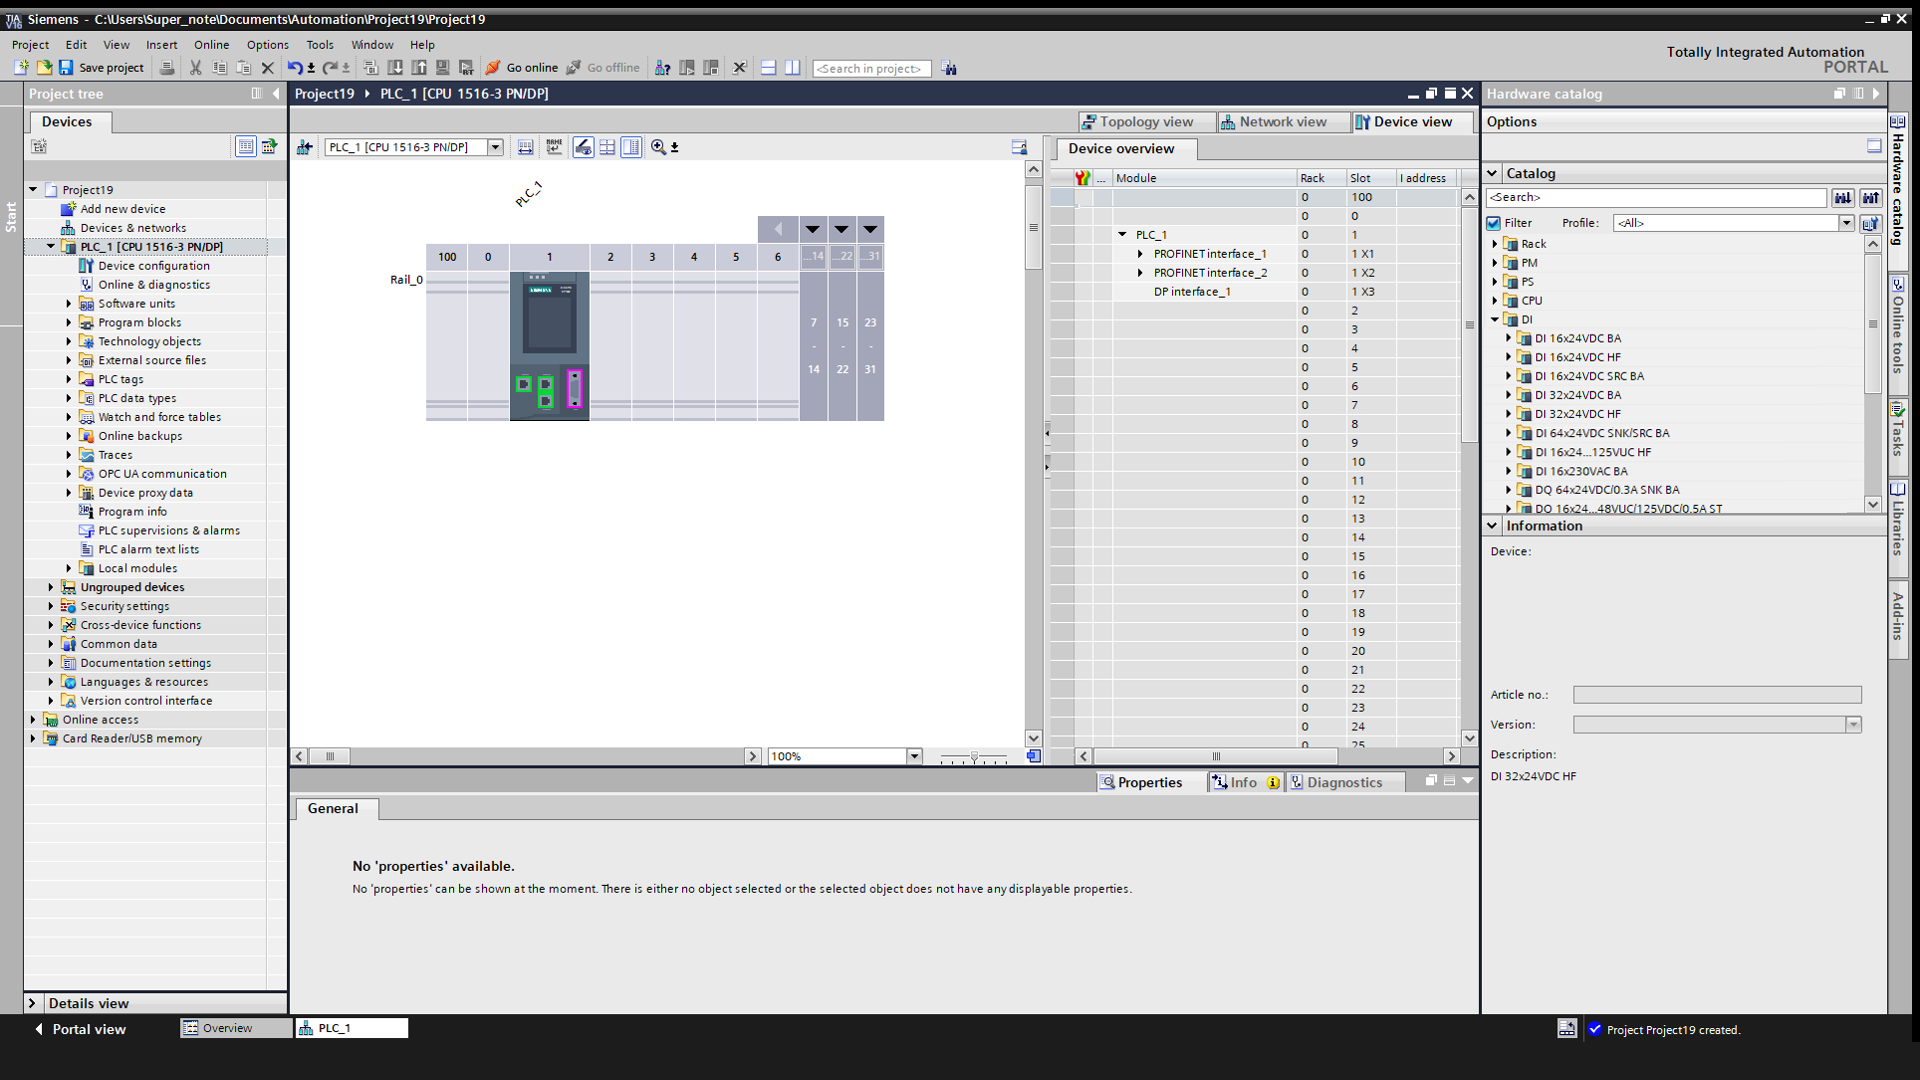 Siemens - C:\Users\Super_note\Documents\Automation\Project19\Project19
Project Edit View Insert Online Options Tools Window Help
Totally Integrated Automation
PORTAL
Save project Go online Go offline <Search in project>
Project tree
Devices
Start
Project19
Add new device
Devices & networks
PLC_1 [CPU 1516-3 PN/DP]
Device configuration
Online & diagnostics
Software units
Program blocks
Technology objects
External source files
PLC tags
PLC data types
Watch and force tables
Online backups
Traces
OPC UA communication
Device proxy data
Program info
PLC supervisions & alarms
PLC alarm text lists
Local modules
Ungrouped devices
Security settings
Cross-device functions
Common data
Documentation settings
Languages & resources
Version control interface
Online access
Card Reader/USB memory
Details view
Project19 PLC_1 [CPU 1516-3 PN/DP]
Topology view Network view Device view
PLC_1 [CPU 1516-3 PN/DP]
PLC_1
100 0 1 2 3 4 5 6 ...14 ...22 ...31
Rail_0
7 15 23
- - -
14 22 31
100%
Device overview
... Module Rack Slot I address
0 100
0 0
PLC_1 0 1
PROFINET interface_1 0 1 X1
PROFINET interface_2 0 1 X2
DP interface_1 0 1 X3
0 2
0 3
0 4
0 5
0 6
0 7
0 8
0 9
0 10
0 11
0 12
0 13
0 14
0 15
0 16
0 17
0 18
0 19
0 20
0 21
0 22
0 23
0 24
0 25
Properties Info Diagnostics
General
No 'properties' available.
No 'properties' can be shown at the moment. There is either no object selected or the selected object does not have any displayable properties.
Hardware catalog
Options
Catalog
<Search>
Filter Profile: <All>
Rack
PM
PS
CPU
DI
DI 16x24VDC BA
DI 16x24VDC HF
DI 16x24VDC SRC BA
DI 32x24VDC BA
DI 32x24VDC HF
DI 64x24VDC SNK/SRC BA
DI 16x24...125VUC HF
DI 16x230VAC BA
DQ 64x24VDC/0.3A SNK BA
DQ 16x24...48VUC/125VDC/0.5A ST
Information
Device:
Article no.:
Version:
Description:
DI 32x24VDC HF
Hardware catalog
Online tools
Tasks
Libraries
Add-ins
Portal view Overview PLC_1
Project Project19 created.